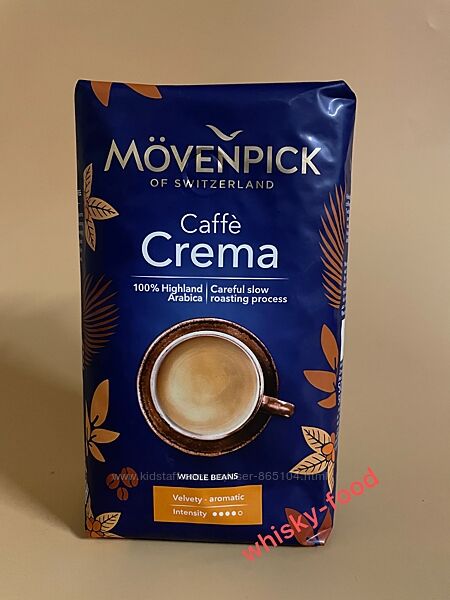 MÖVENPICK
OF SWITZERLAND
Caffè
Crema
100% Highland Arabica | Careful slow roasting process
WHOLE BEANS
Velvety - aromatic
Intensity
whisky-food